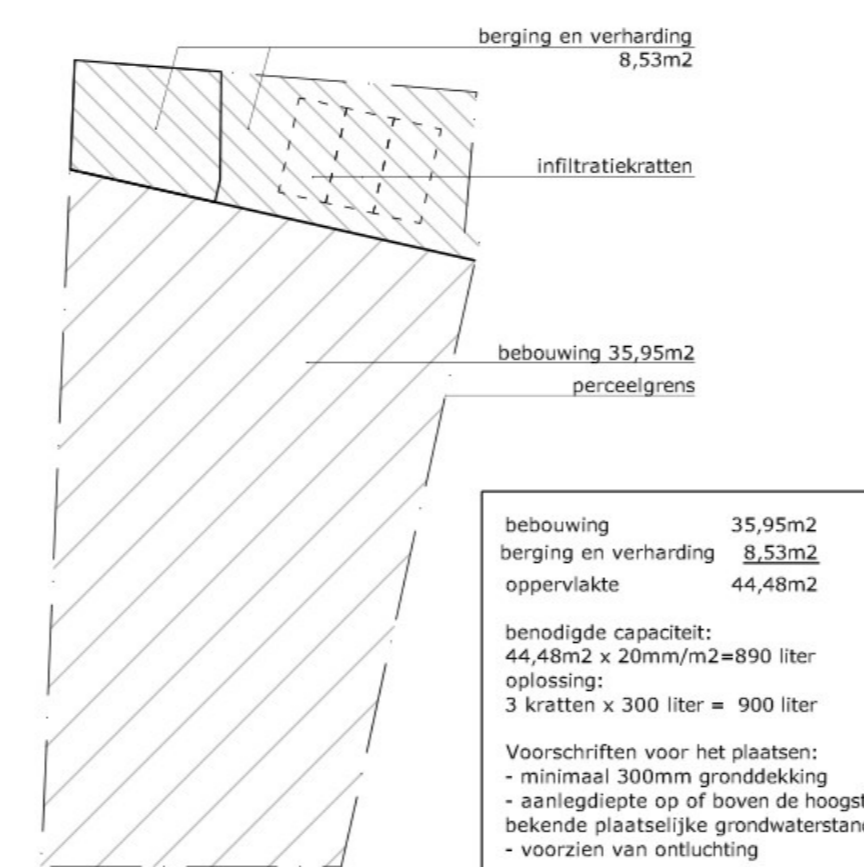 berging en verharding
8,53m2
infiltratiekratten
bebouwing 35,95m2
perceelgrens
bebouwing 35,95m2
berging en verharding 8,53m2
oppervlakte 44,48m2
benodigde capaciteit:
44,48m2 x 20mm/m2=890 liter
oplossing:
3 kratten x 300 liter = 900 liter
Voorschriften voor het plaatsen:
- minimaal 300mm gronddekking
- aanlegdiepte op of boven de hoogst
bekende plaatselijke grondwaterstand
- voorzien van ontluchting